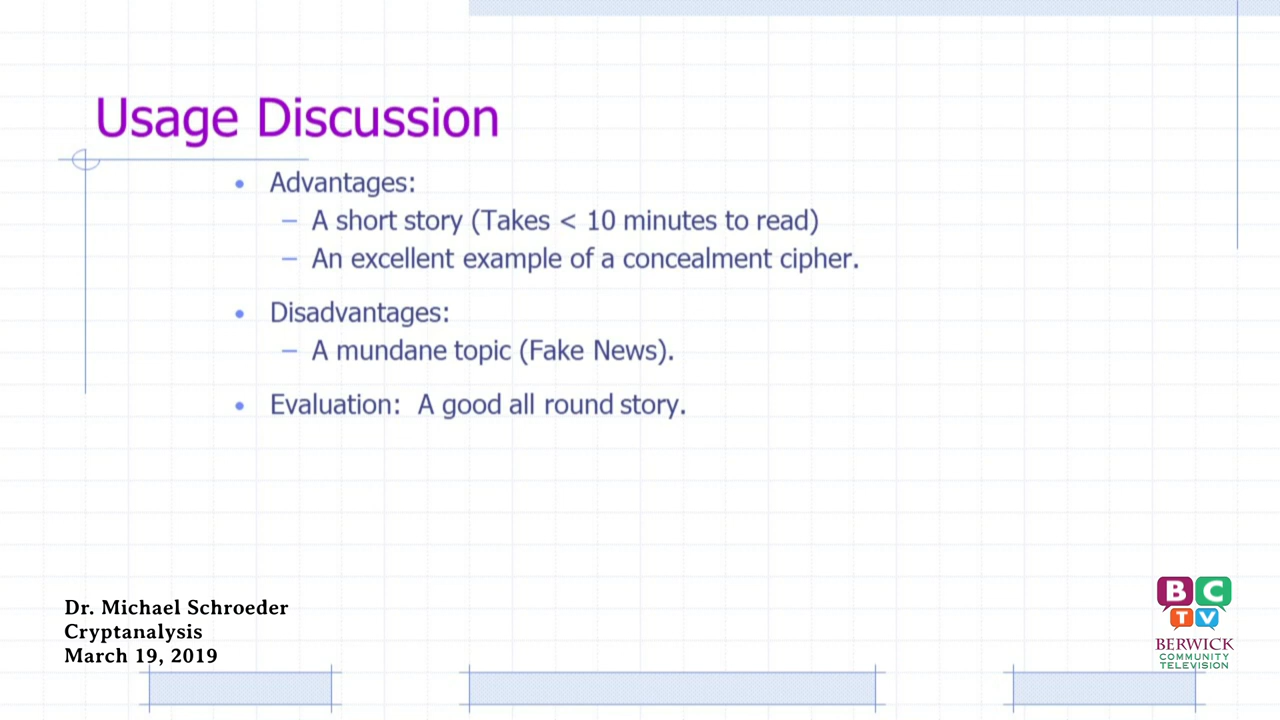 Usage Discussion
• Advantages:
– A short story (Takes < 10 minutes to read)
– An excellent example of a concealment cipher.
• Disadvantages:
– A mundane topic (Fake News).
• Evaluation:  A good all round story.
Dr. Michael Schroeder
Cryptanalysis
March 19, 2019
B C
T V
BERWICK
COMMUNITY
TELEVISION